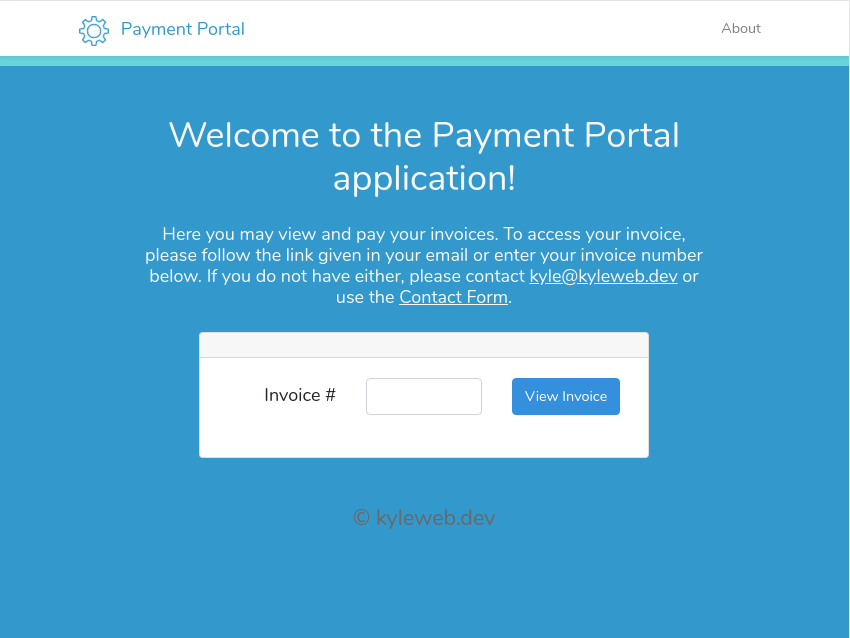 Payment Portal
About
Welcome to the Payment Portal
application!
Here you may view and pay your invoices. To access your invoice,
please follow the link given in your email or enter your invoice number
below. If you do not have either, please contact kyle@kyleweb.dev or
use the Contact Form.
Invoice #
View Invoice
© kyleweb.dev